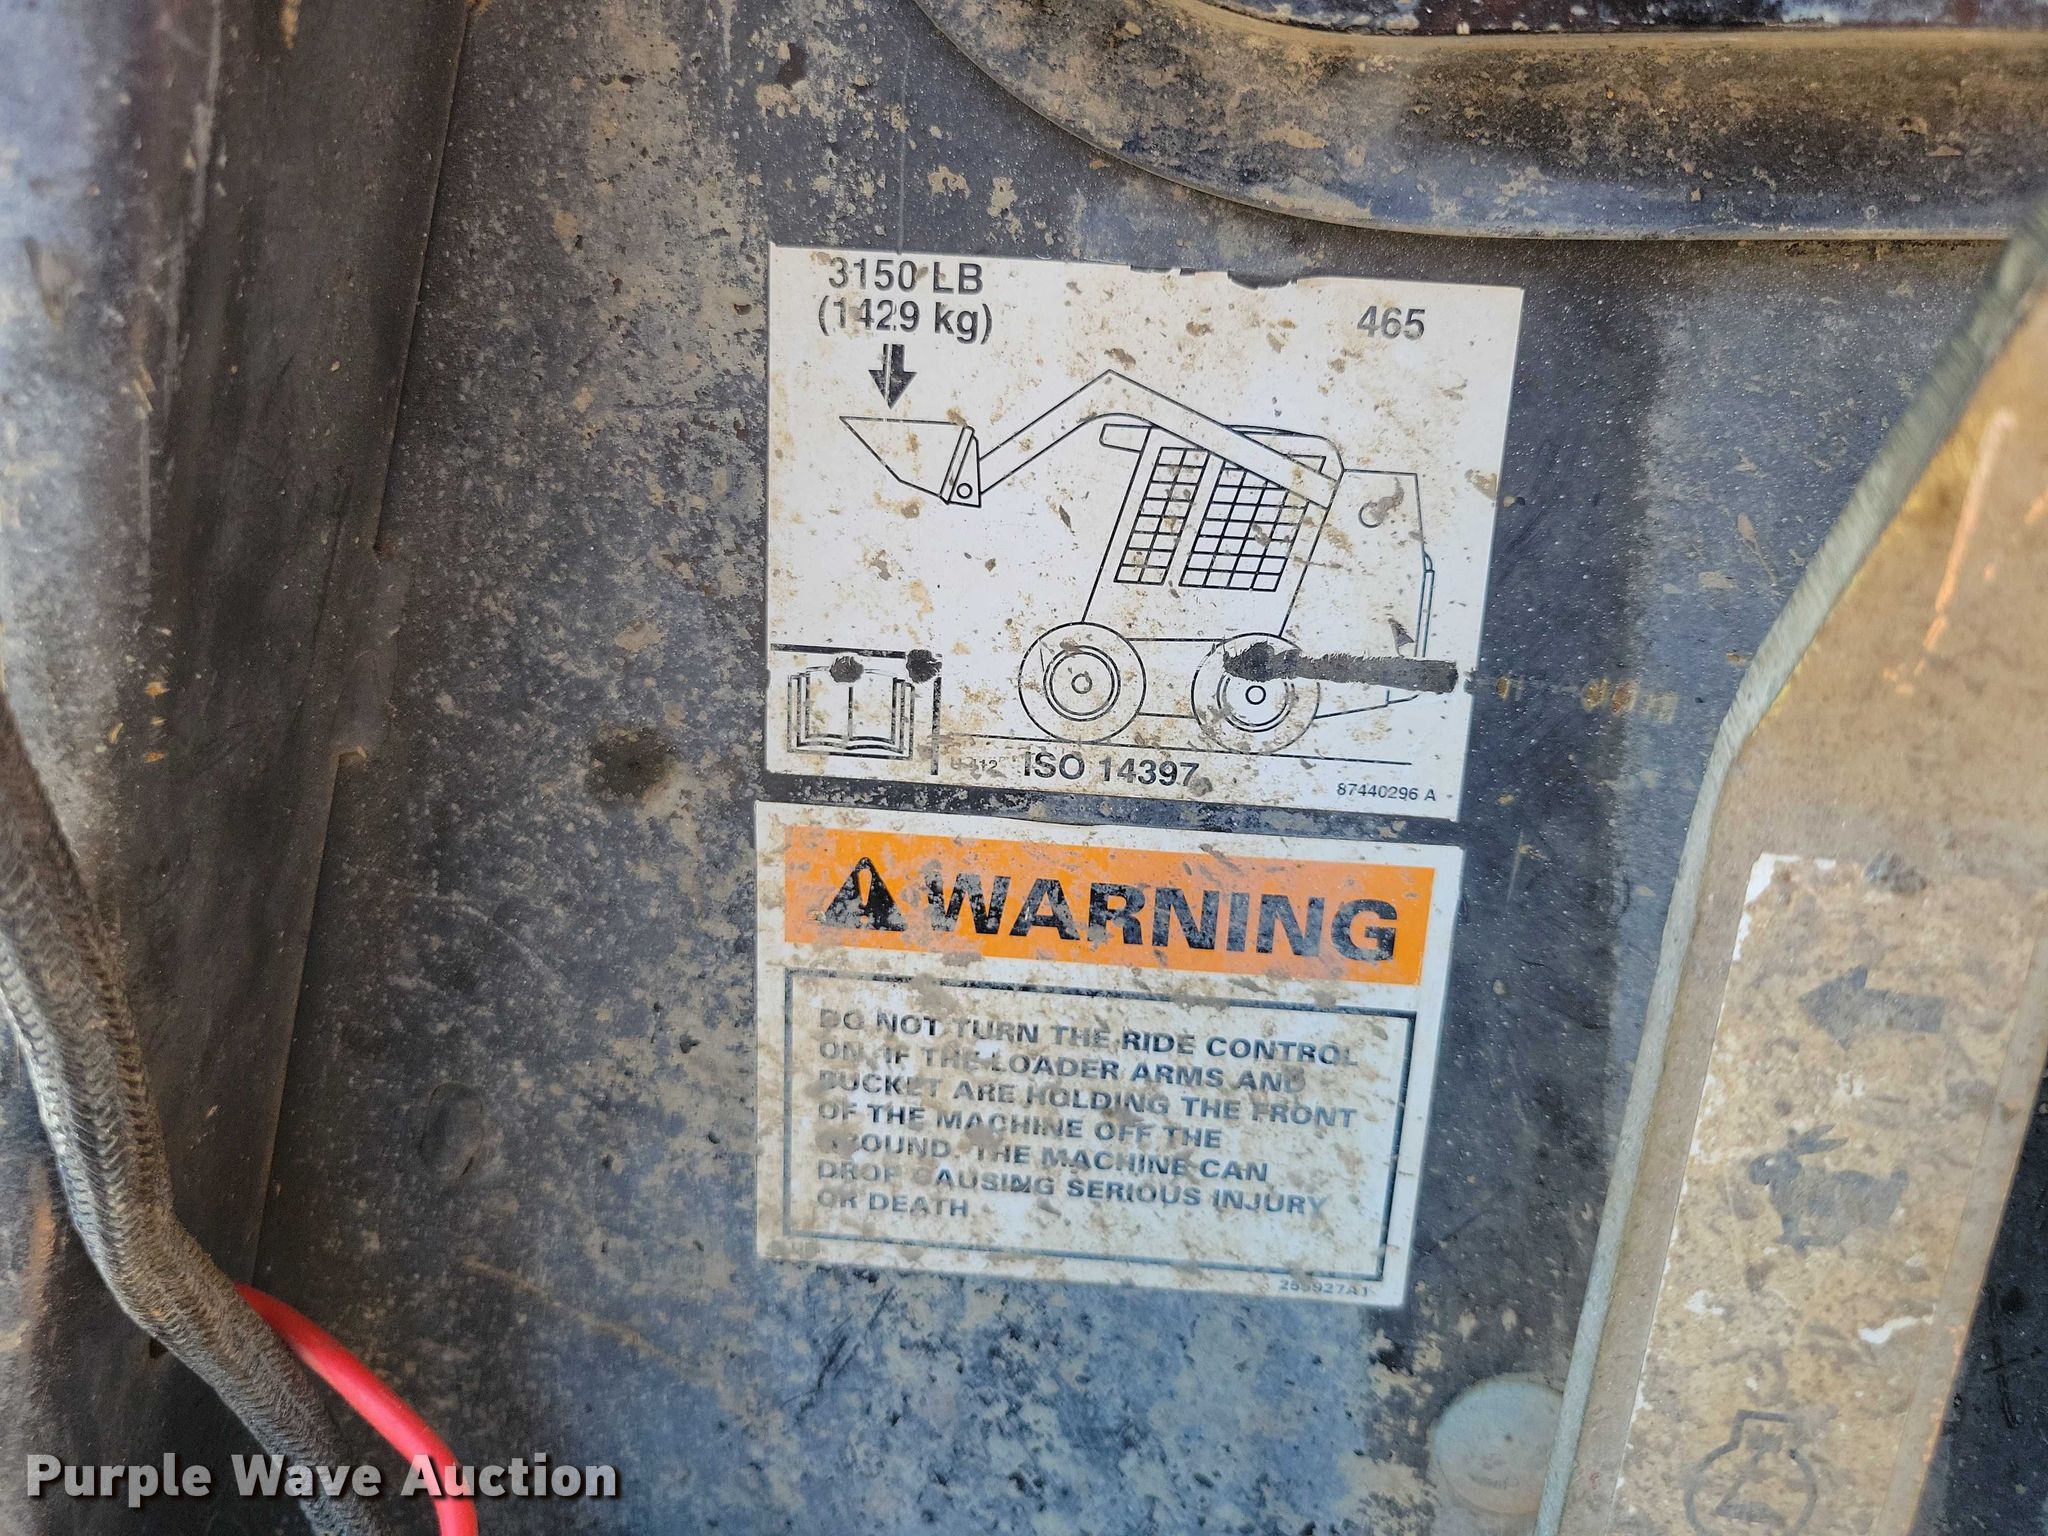 3150 LB
(1429 kg)
465
ISO 14397
87440296 A
WARNING
DO NOT TURN THE RIDE CONTROL
ON, IF THE LOADER ARMS AND
BUCKET ARE HOLDING THE FRONT
OF THE MACHINE OFF THE
GROUND. THE MACHINE CAN
DROP CAUSING SERIOUS INJURY
OR DEATH
Purple Wave Auction